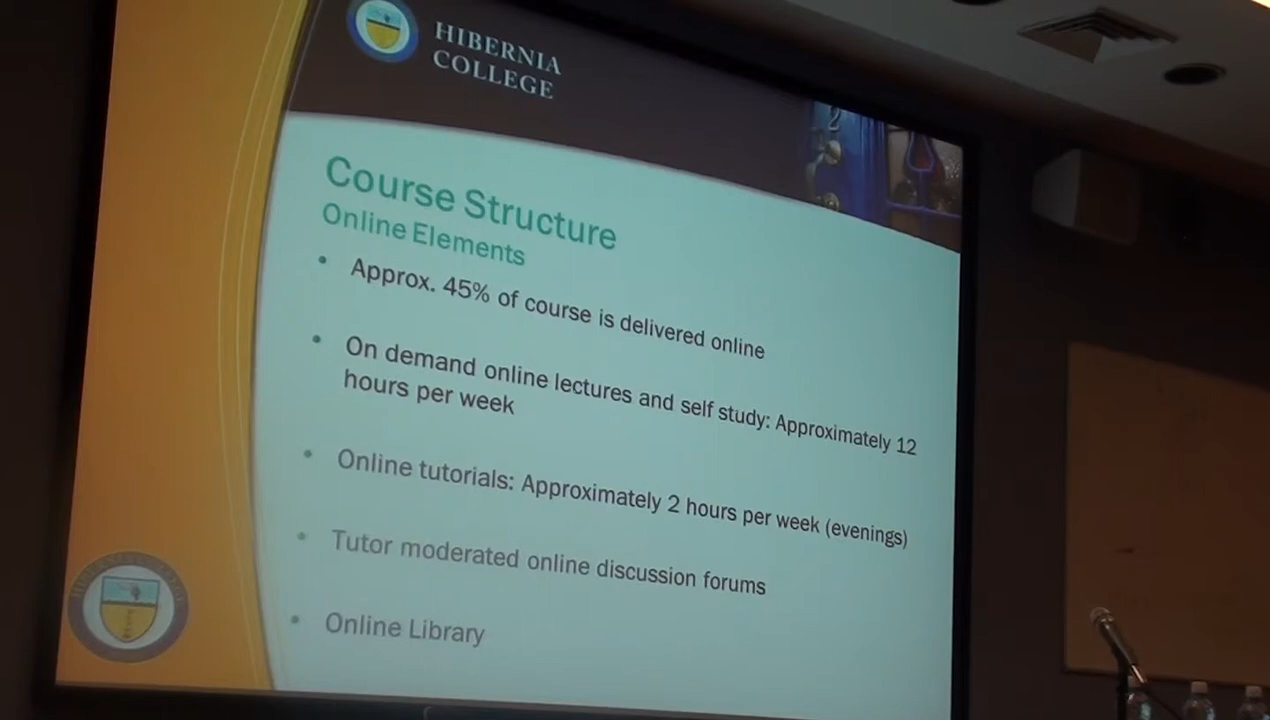 HIBERNIA
COLLEGE
2
Course Structure
Online Elements
• Approx. 45% of course is delivered online
• On demand online lectures and self study: Approximately 12
hours per week
• Online tutorials: Approximately 2 hours per week (evenings)
• Tutor moderated online discussion forums
• Online Library